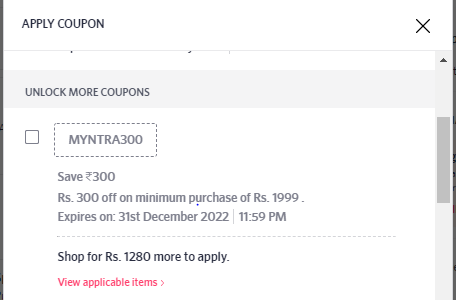 APPLY COUPON
UNLOCK MORE COUPONS
MYNTRA300
Save ₹300
Rs. 300 off on minimum purchase of Rs. 1999 .
Expires on: 31st December 2022 | 11:59 PM
Shop for Rs. 1280 more to apply.
View applicable items >